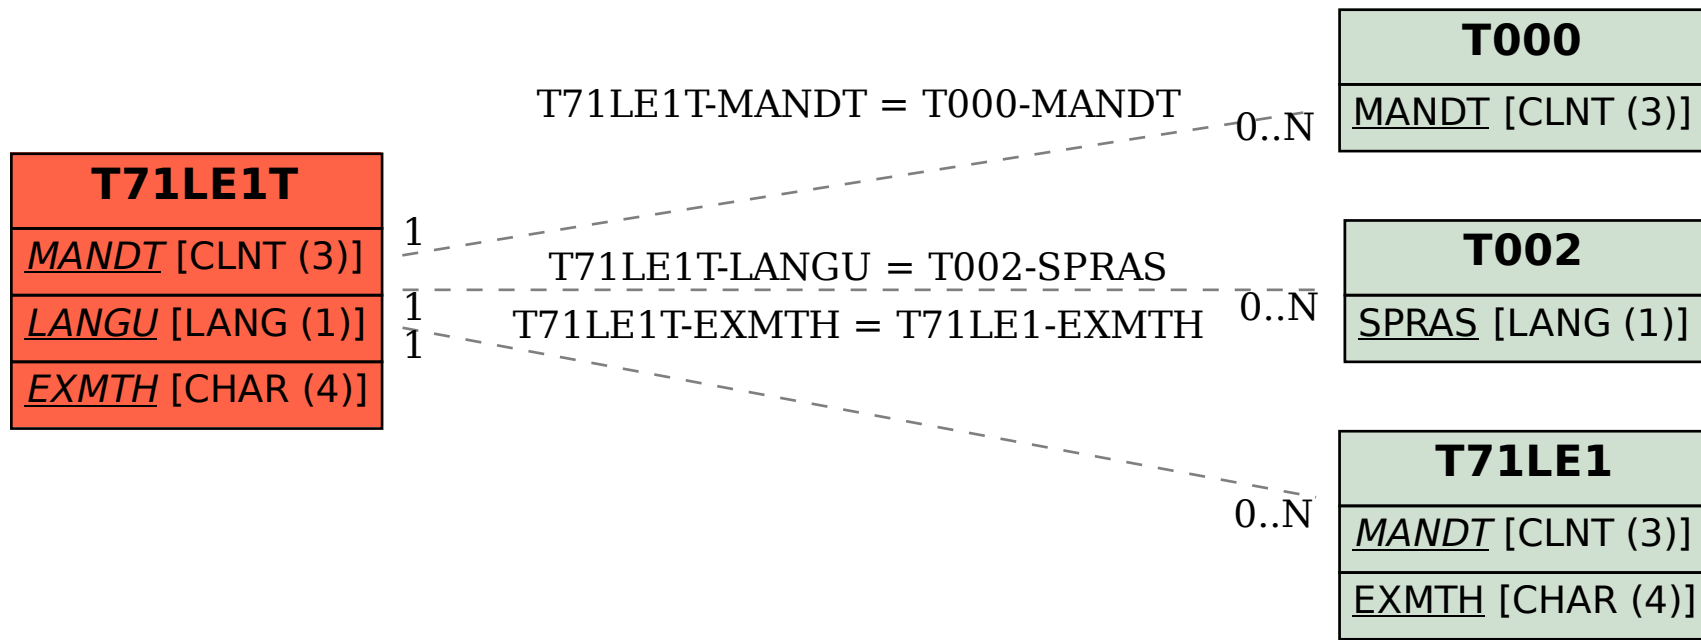 T71LE1T
MANDT [CLNT (3)]
LANGU [LANG (1)]
EXMTH [CHAR (4)]
T71LE1T-MANDT = T000-MANDT
1
0..N
T71LE1T-LANGU = T002-SPRAS
1
0..N
T71LE1T-EXMTH = T71LE1-EXMTH
1
0..N
T000
MANDT [CLNT (3)]
T002
SPRAS [LANG (1)]
T71LE1
MANDT [CLNT (3)]
EXMTH [CHAR (4)]